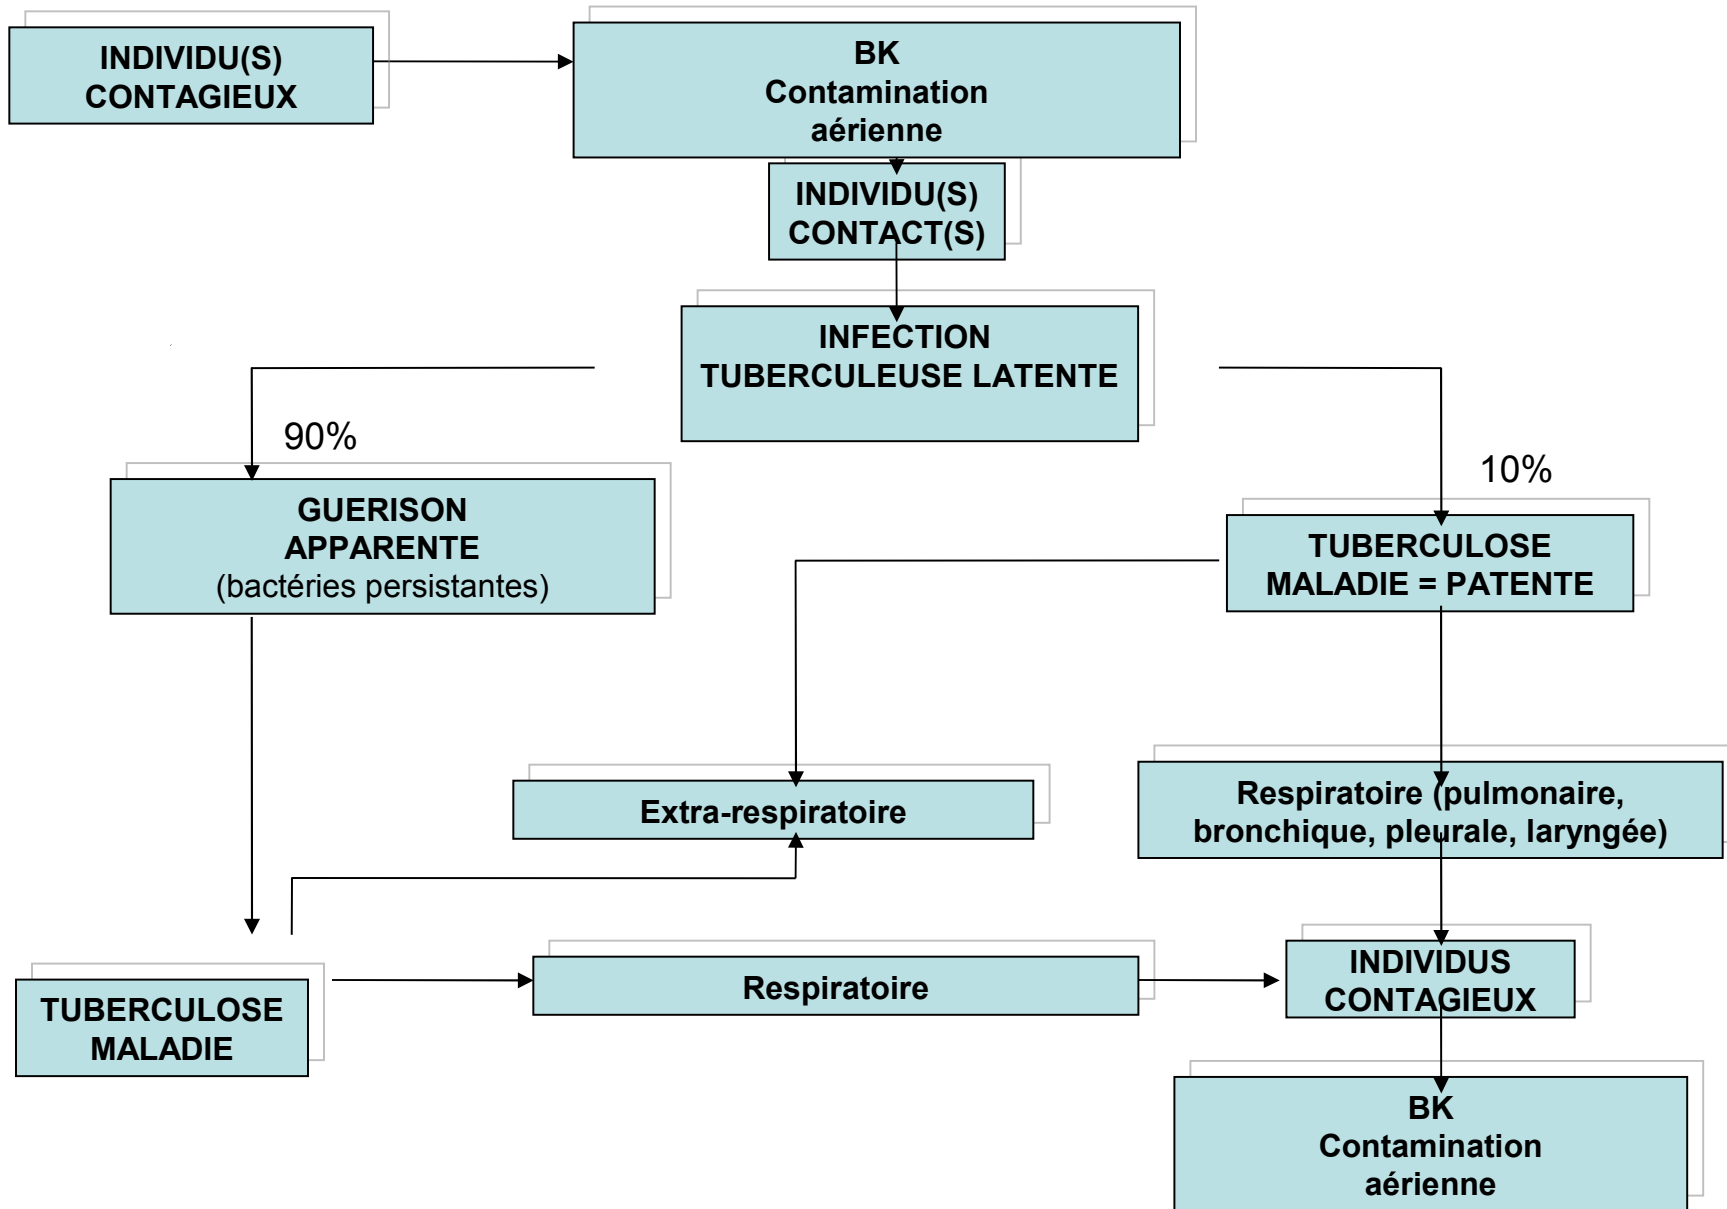 INDIVIDU(S)
CONTAGIEUX
BK
Contamination
aérienne
INDIVIDU(S)
CONTACT(S)
INFECTION
TUBERCULEUSE LATENTE
90%
10%
GUERISON
APPARENTE
(bactéries persistantes)
TUBERCULOSE
MALADIE = PATENTE
Extra-respiratoire
Respiratoire (pulmonaire,
bronchique, pleurale, laryngée)
TUBERCULOSE
MALADIE
Respiratoire
INDIVIDUS
CONTAGIEUX
BK
Contamination
aérienne